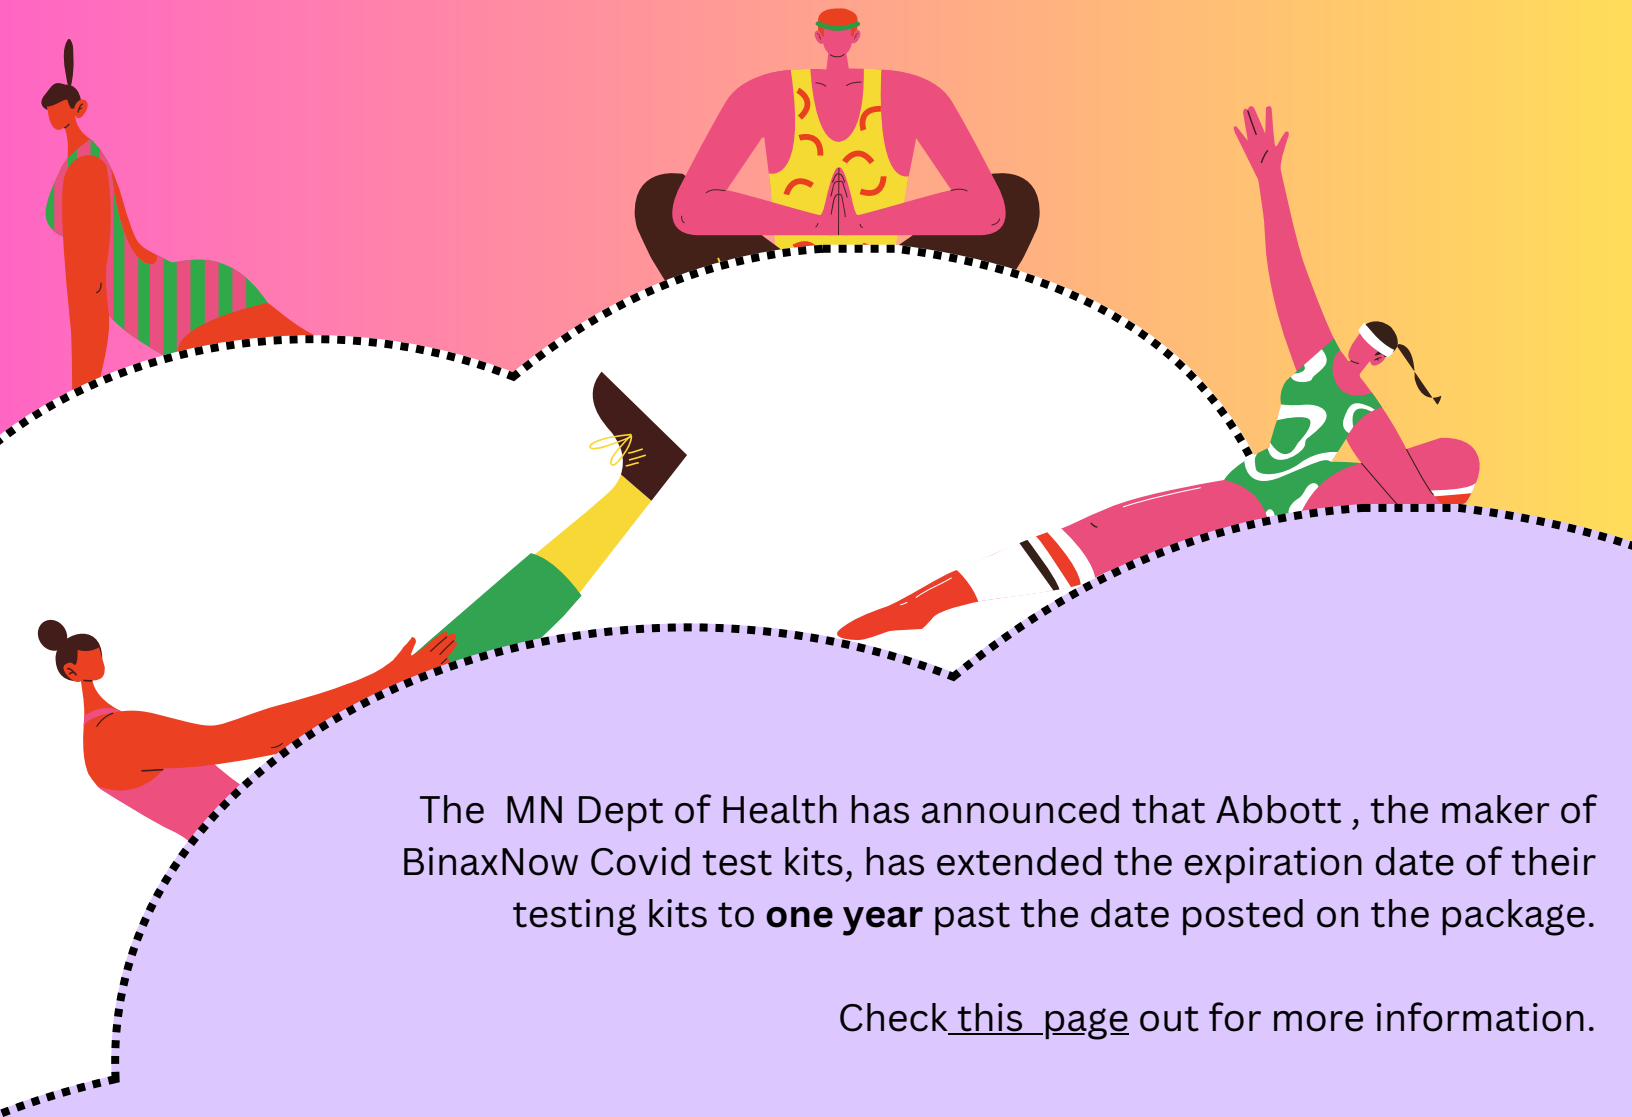 The  MN Dept of Health has announced that Abbott , the maker of
BinaxNow Covid test kits, has extended the expiration date of their
testing kits to one year past the date posted on the package.
Check this  page out for more information.